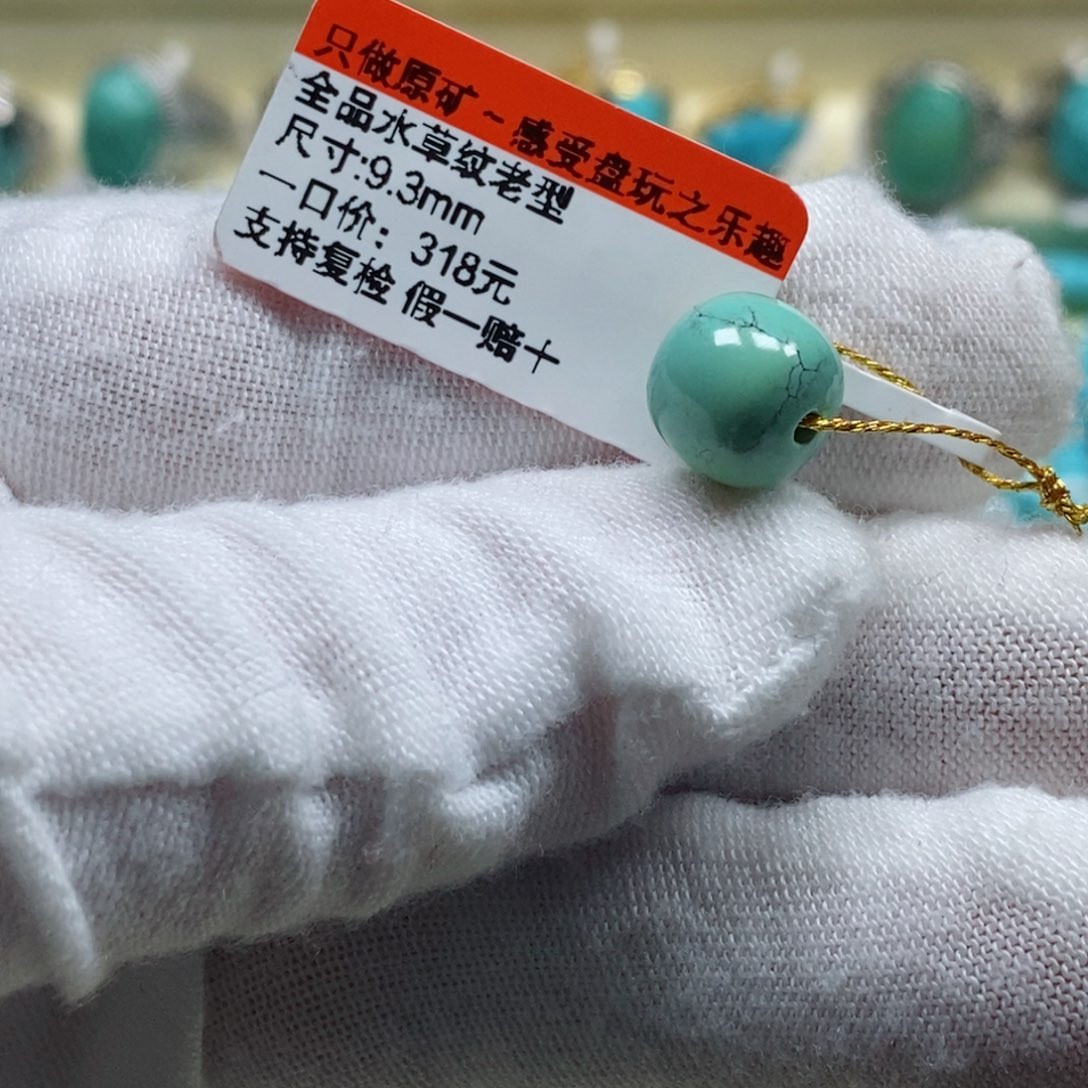 只做原矿～感受盘玩之乐趣
全品水草纹老型
尺寸:9.3mm
一口价：318元
支持复检 假一赔十